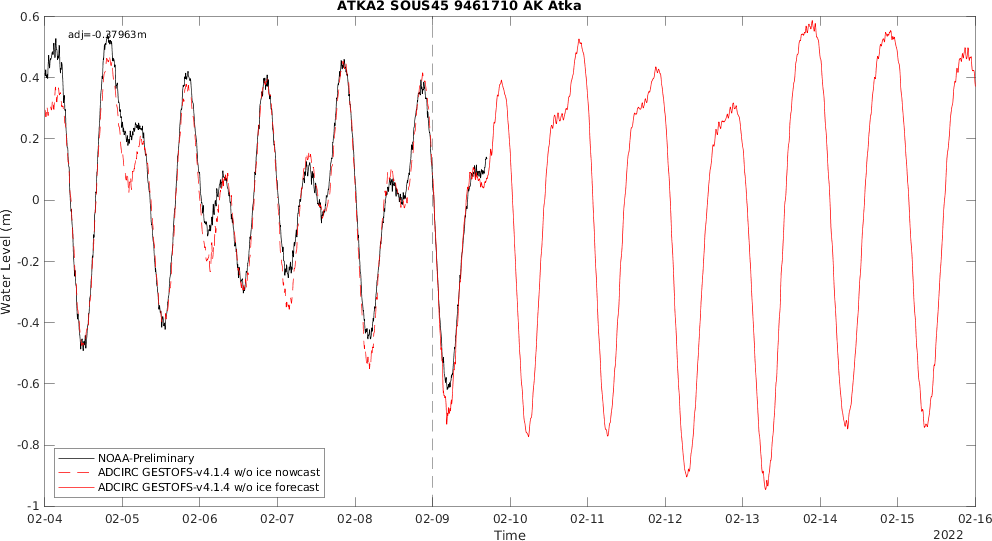 ATKA2 SOUS45 9461710 AK Atka
adj=-0.37963m
0.6
0.4
0.2
0
-0.2
-0.4
-0.6
-0.8
-1
Water Level (m)
NOAA-Preliminary
ADCIRC GESTOFS-v4.1.4 w/o ice nowcast
ADCIRC GESTOFS-v4.1.4 w/o ice forecast
02-04 02-05 02-06 02-07 02-08 02-09 02-10 02-11 02-12 02-13 02-14 02-15 02-16
Time
2022